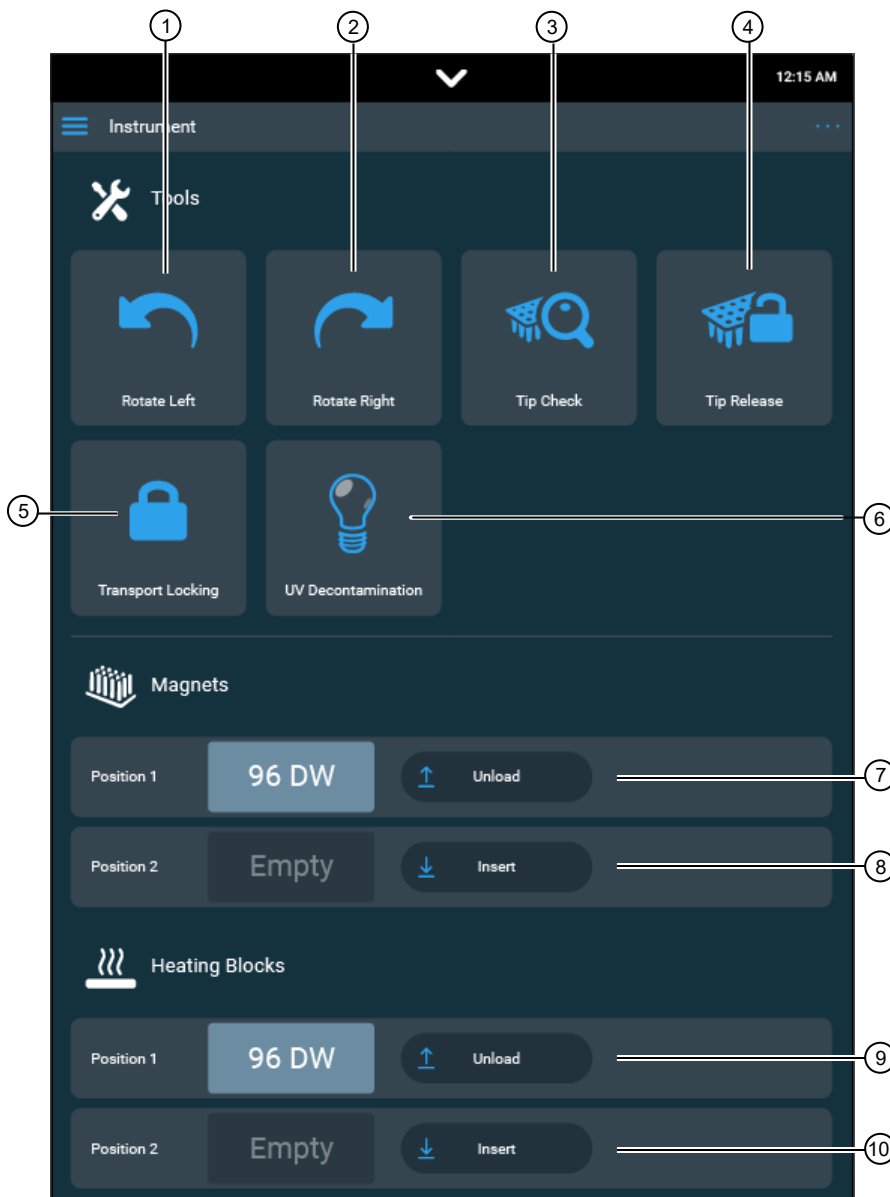 1 2 3 4
12:15 AM
Instrument
Tools
Rotate Left Rotate Right Tip Check Tip Release
5 6
Transport Locking UV Decontamination
Magnets
Position 1 96 DW Unload 7
Position 2 Empty Insert 8
Heating Blocks
Position 1 96 DW Unload 9
Position 2 Empty Insert 10